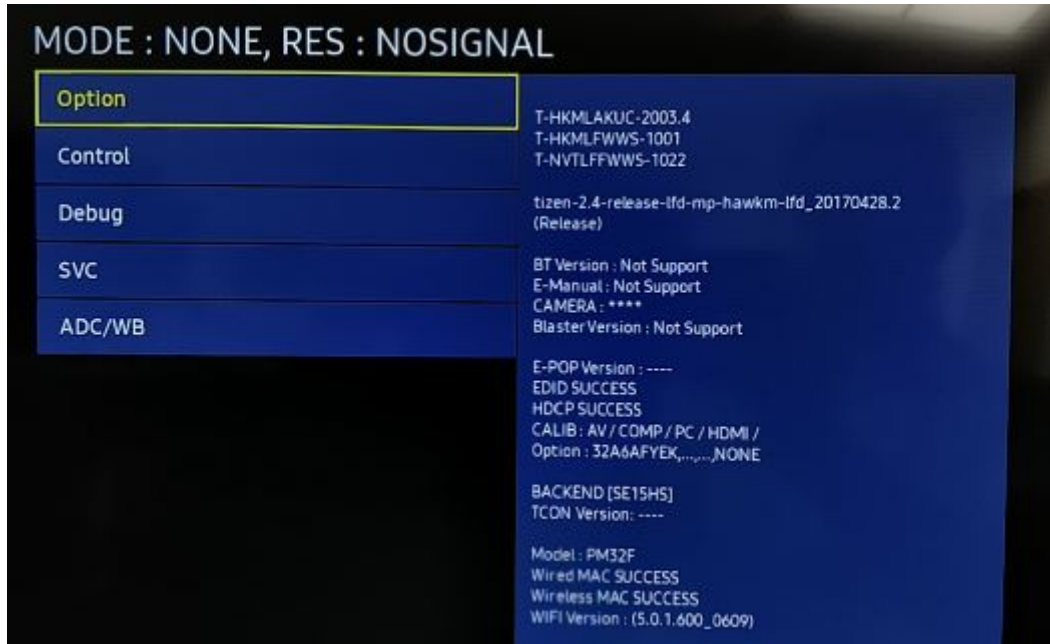 MODE : NONE, RES : NOSIGNAL
Option
Control
Debug
SVC
ADC/WB
T-HKMLAKUC-2003.4
T-HKMLFWWS-1001
T-NVTLFFWWS-1022
tizen-2.4-release-lfd-mp-hawkm-lfd_20170428.2
(Release)
BT Version : Not Support
E-Manual : Not Support
CAMERA : ****
Blaster Version : Not Support
E-POP Version : ----
EDID SUCCESS
HDCP SUCCESS
CALIB : AV / COMP / PC / HDMI /
Option : 32A6AFYEK,...,...,NONE
BACKEND [SE15HS]
TCON Version: ----
Model : PM32F
Wired MAC SUCCESS
Wireless MAC SUCCESS
WIFI Version : (5.0.1.600_0609)